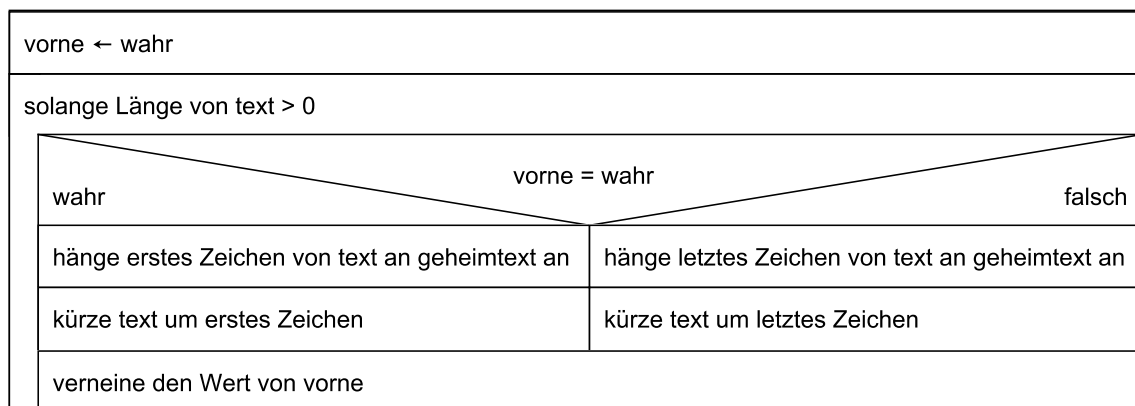 vorne ← wahr
solange Länge von text > 0
vorne = wahr
wahr
falsch
hänge erstes Zeichen von text an geheimtext an
hänge letztes Zeichen von text an geheimtext an
kürze text um erstes Zeichen
kürze text um letztes Zeichen
verneine den Wert von vorne